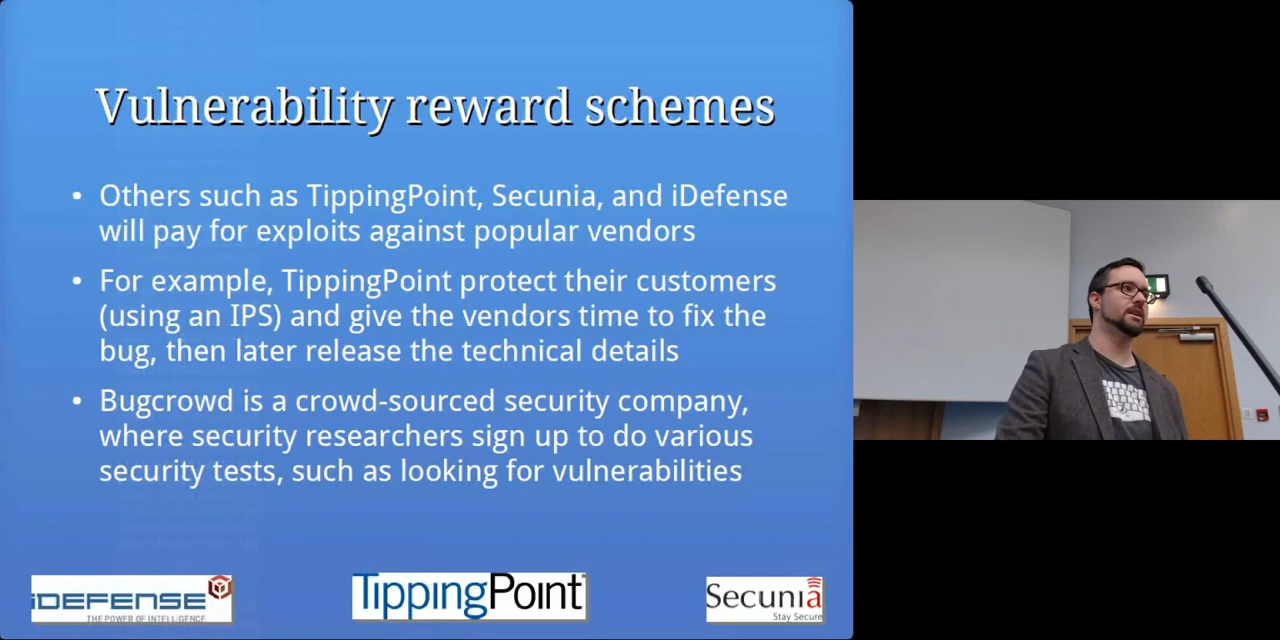 Vulnerability reward schemes
• Others such as TippingPoint, Secunia, and iDefense
will pay for exploits against popular vendors
• For example, TippingPoint protect their customers
(using an IPS) and give the vendors time to fix the
bug, then later release the technical details
• Bugcrowd is a crowd-sourced security company,
where security researchers sign up to do various
security tests, such as looking for vulnerabilities
iDEFENSE
THE POWER OF INTELLIGENCE
TippingPoint
Secunia
Stay Secure